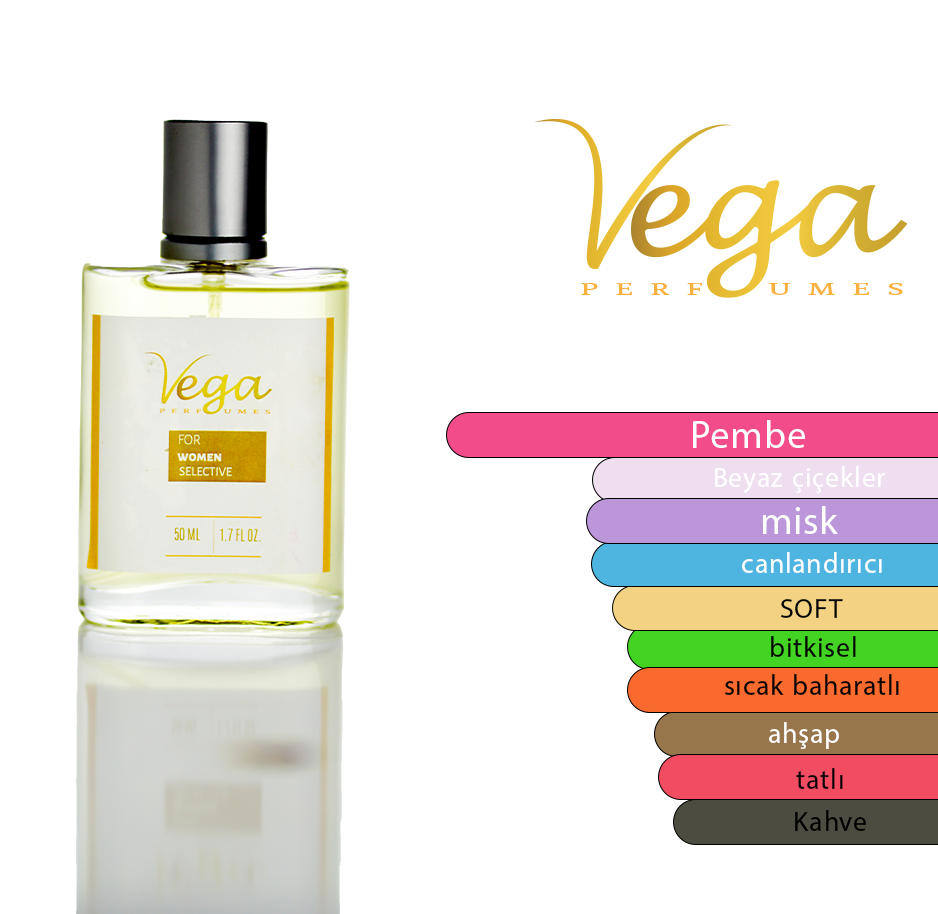 Vega
PERFUMES
FOR
WOMEN
SELECTIVE
50 ML 1.7 FL OZ.
Vega
PERFUMES
Pembe
Beyaz çiçekler
misk
canlandırıcı
SOFT
bitkisel
sıcak baharatlı
ahşap
tatlı
Kahve